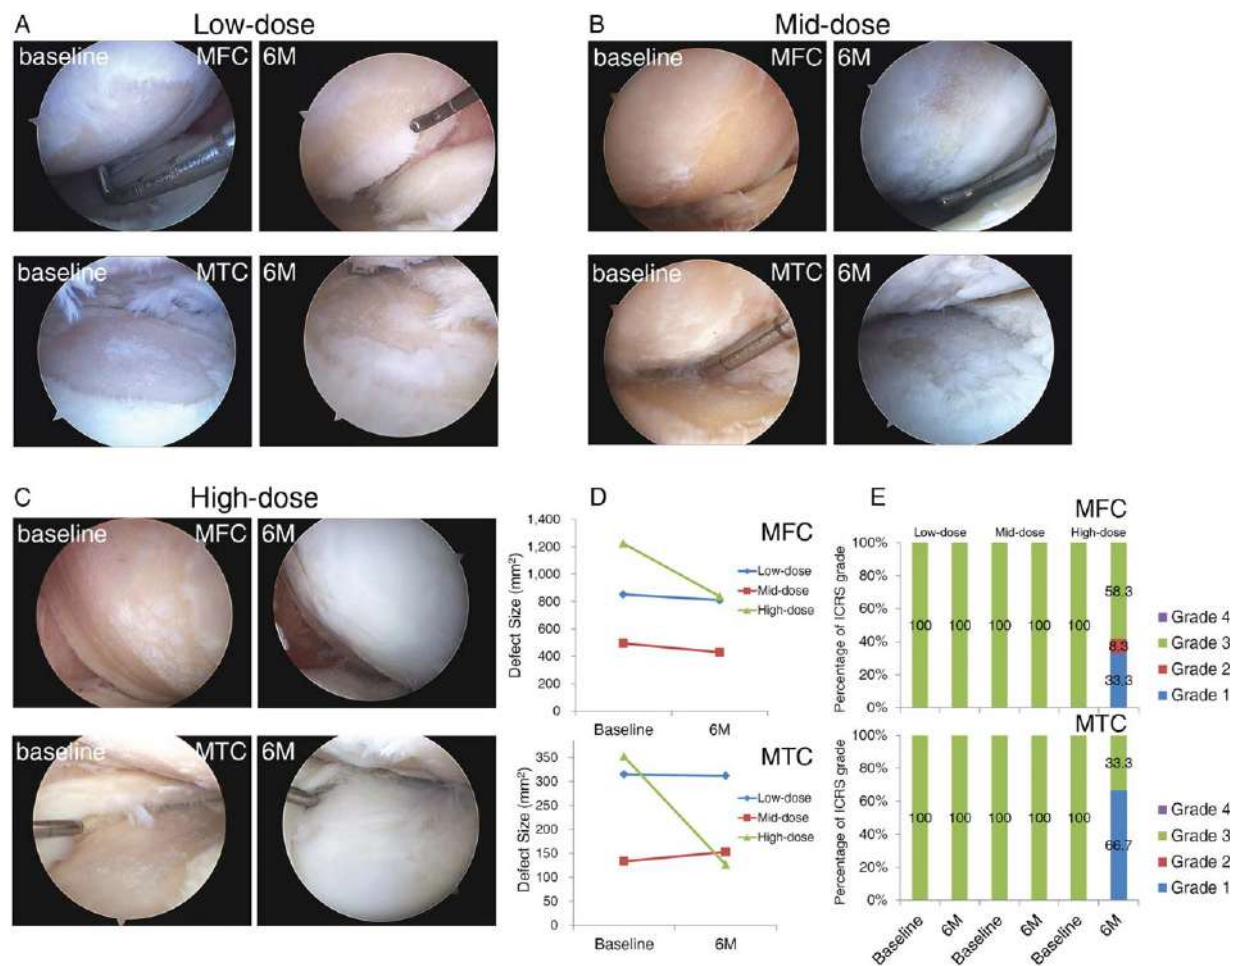 A Low-dose
baseline MFC 6M
baseline MTC 6M
B Mid-dose
baseline MFC 6M
baseline MTC 6M
C High-dose
baseline MFC 6M
baseline MTC 6M
D
MFC
Defect Size (mm²)
1,400
1,200
1,000
800
600
400
200
0
Low-dose
Mid-dose
High-dose
Baseline 6M
MTC
Defect Size (mm²)
350
300
250
200
150
100
50
0
Low-dose
Mid-dose
High-dose
Baseline 6M
E
MFC
Low-dose Mid-dose High-dose
Percentage of ICRS grade
100%
80%
60%
40%
20%
0%
100 100 100 100 100
58.3
8.3
33.3
Grade 4
Grade 3
Grade 2
Grade 1
MTC
Percentage of ICRS grade
100%
80%
60%
40%
20%
0%
100 100 100 100 100
33.3
66.7
Grade 4
Grade 3
Grade 2
Grade 1
Baseline 6M Baseline 6M Baseline 6M